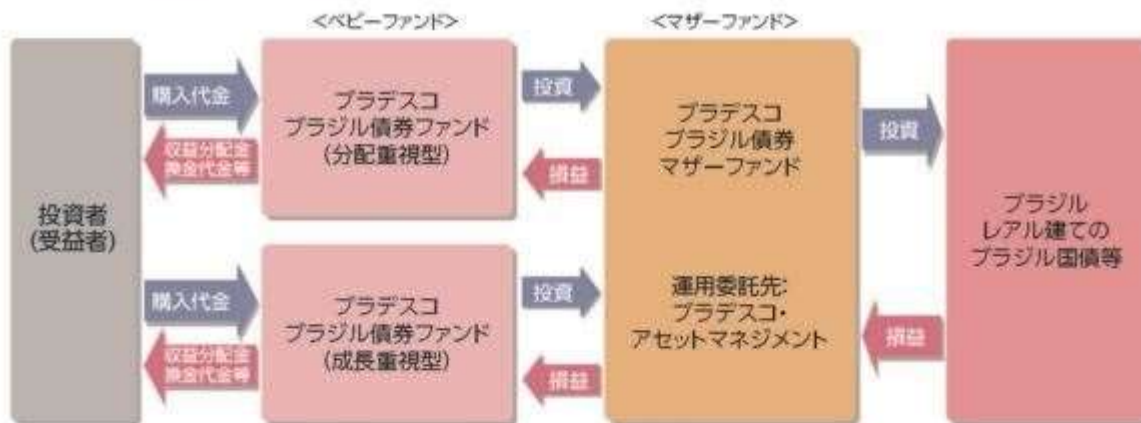 <ベビーファンド>
<マザーファンド>
投資者
(受益者)
購入代金
収益分配金
換金代金等
ブラデスコ
ブラジル債券ファンド
(分配重視型)
投資
損益
購入代金
収益分配金
換金代金等
ブラデスコ
ブラジル債券ファンド
(成長重視型)
投資
損益
ブラデスコ
ブラジル債券
マザーファンド
運用委託先:
ブラデスコ・
アセットマネジメント
投資
損益
ブラジル
レアル建ての
ブラジル国債等